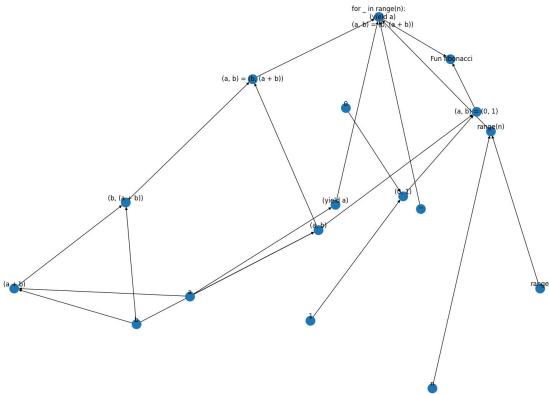 for _ in range(n):
(yield a)
(a, b) = (b, (a + b))
Fun fibonacci
(a, b) = (b, (a + b))
0
(a, b) = (0, 1)
range(n)
(b, (a + b))
(yield a)
(0, 1)
_
(a, b)
(a + b)
a
range
b
1
n